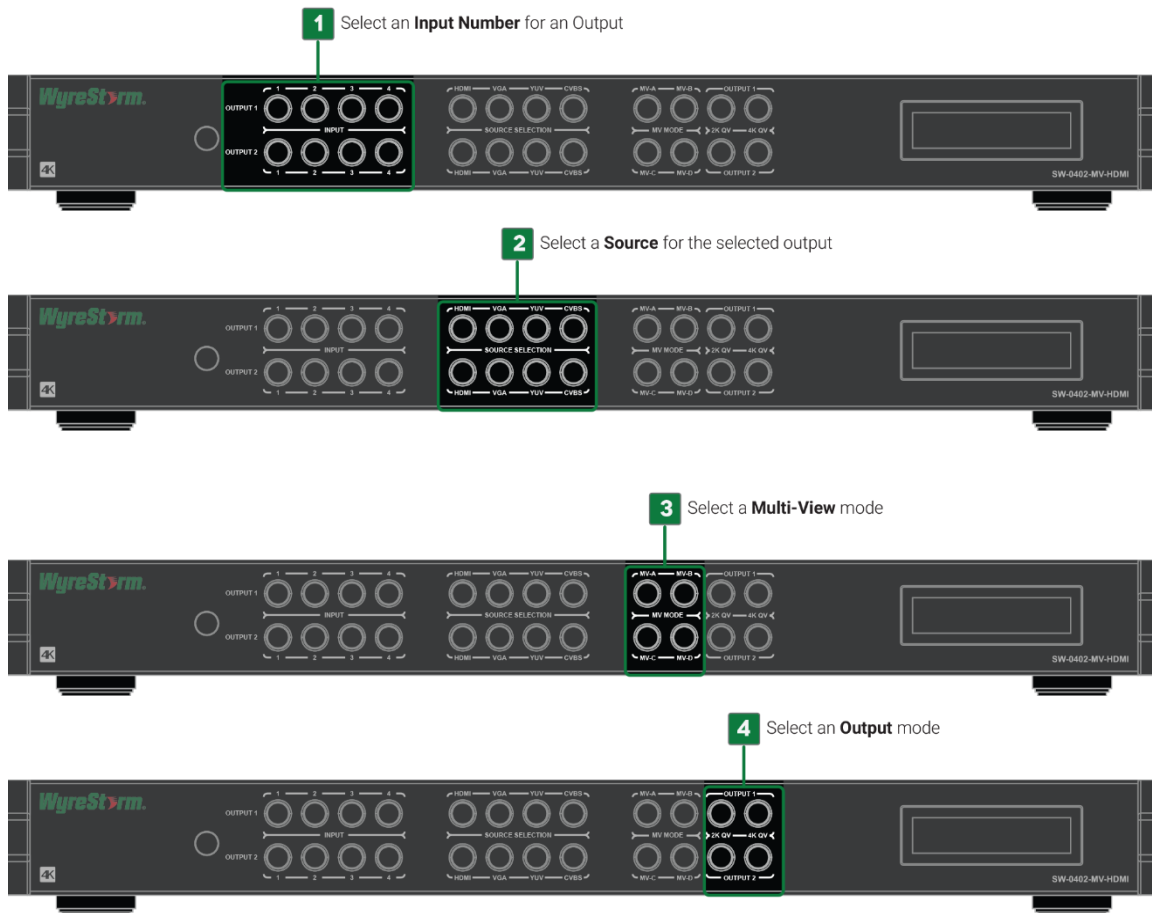 1 Select an Input Number for an Output
WyreStorm.
1 2 3 4 HDMI VGA YUV CVBS MV-A MV-B OUTPUT 1
OUTPUT 1
INPUT SOURCE SELECTION MV MODE 2K QV 4K QV
OUTPUT 2
4K 1 2 3 4 HDMI VGA YUV CVBS MV-C MV-D OUTPUT 2 SW-0402-MV-HDMI
2 Select a Source for the selected output
WyreStorm.
1 2 3 4 HDMI VGA YUV CVBS MV-A MV-B OUTPUT 1
OUTPUT 1
INPUT SOURCE SELECTION MV MODE 2K QV 4K QV
OUTPUT 2
4K 1 2 3 4 HDMI VGA YUV CVBS MV-C MV-D OUTPUT 2 SW-0402-MV-HDMI
3 Select a Multi-View mode
WyreStorm.
1 2 3 4 HDMI VGA YUV CVBS MV-A MV-B OUTPUT 1
OUTPUT 1
INPUT SOURCE SELECTION MV MODE 2K QV 4K QV
OUTPUT 2
4K 1 2 3 4 HDMI VGA YUV CVBS MV-C MV-D OUTPUT 2 SW-0402-MV-HDMI
4 Select an Output mode
WyreStorm.
1 2 3 4 HDMI VGA YUV CVBS MV-A MV-B OUTPUT 1
OUTPUT 1
INPUT SOURCE SELECTION MV MODE 2K QV 4K QV
OUTPUT 2
4K 1 2 3 4 HDMI VGA YUV CVBS MV-C MV-D OUTPUT 2 SW-0402-MV-HDMI